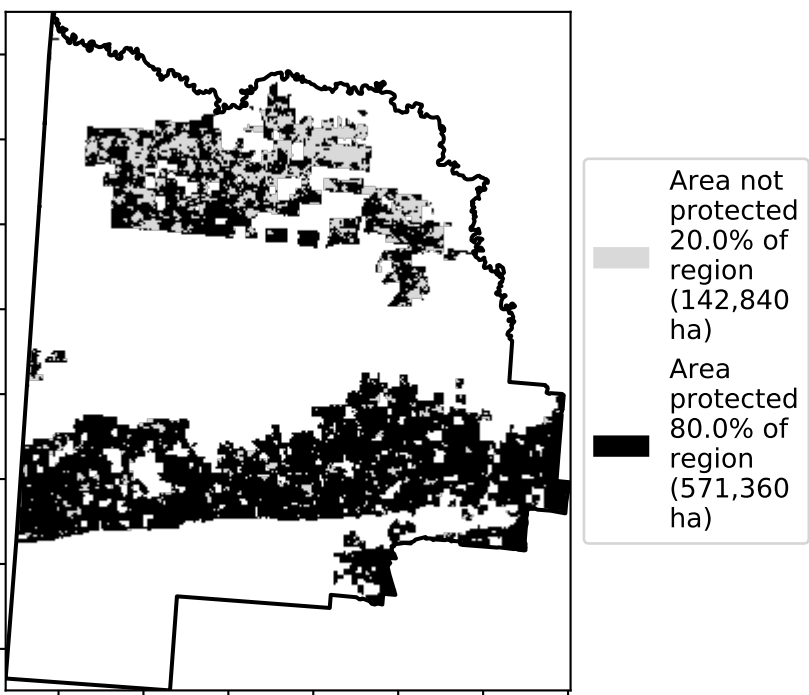 Area not
protected
20.0% of
region
(142,840
ha)
Area
protected
80.0% of
region
(571,360
ha)